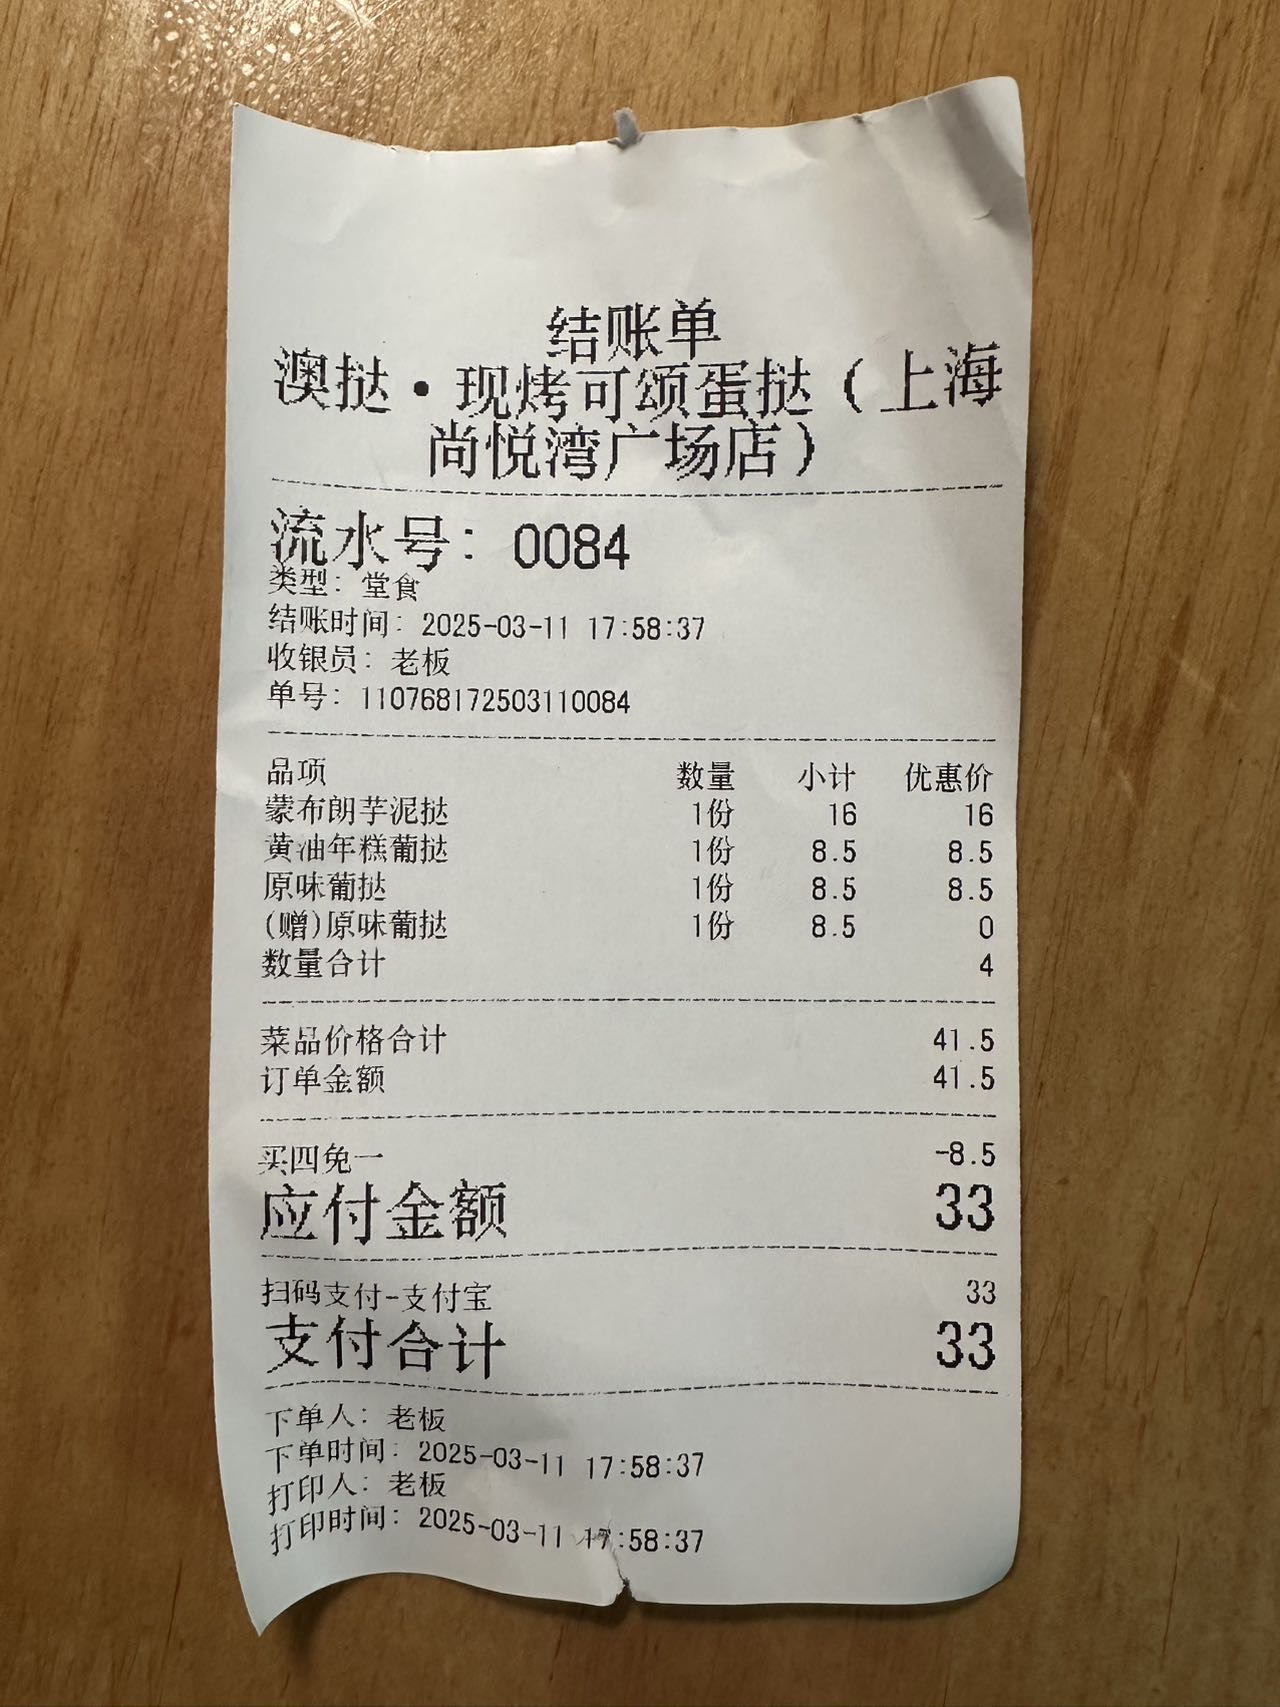 结账单
澳挞·现烤可颂蛋挞（上海
尚悦湾广场店）
流水号: 0084
类型: 堂食
结账时间: 2025-03-11 17:58:37
收银员: 老板
单号: 110768172503110084
品项 数量 小计 优惠价
蒙布朗芋泥挞 1份 16 16
黄油年糕葡挞 1份 8.5 8.5
原味葡挞 1份 8.5 8.5
(赠)原味葡挞 1份 8.5 0
数量合计 4
菜品价格合计 41.5
订单金额 41.5
买四免一 -8.5
应付金额 33
扫码支付-支付宝 33
支付合计 33
下单人: 老板
下单时间: 2025-03-11 17:58:37
打印人: 老板
打印时间: 2025-03-11 17:58:37